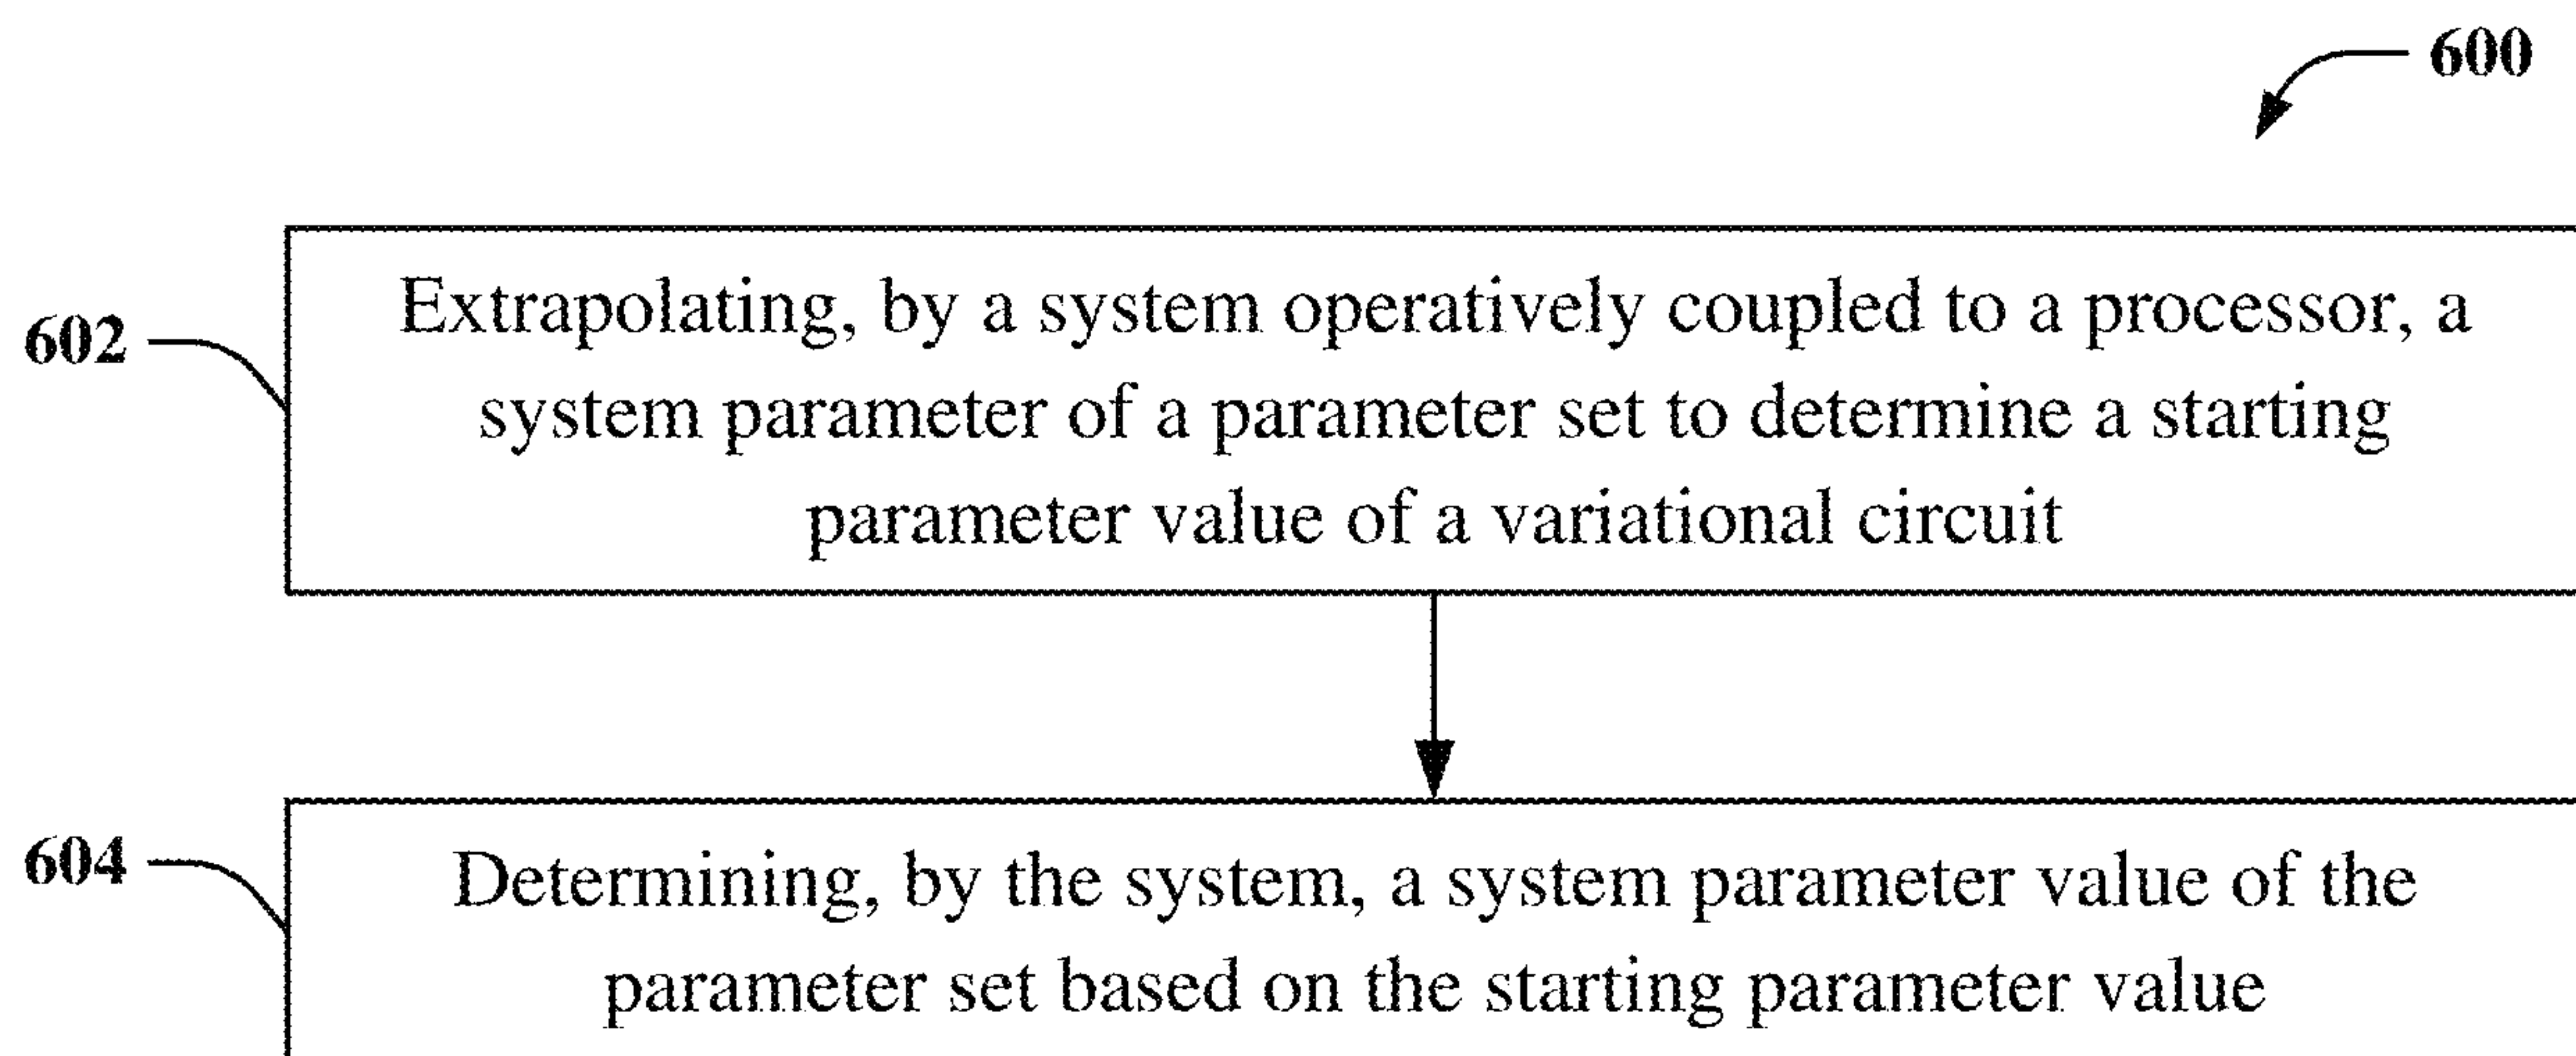 600
602
Extrapolating, by a system operatively coupled to a processor, a
system parameter of a parameter set to determine a starting
parameter value of a variational circuit
604
Determining, by the system, a system parameter value of the
parameter set based on the starting parameter value